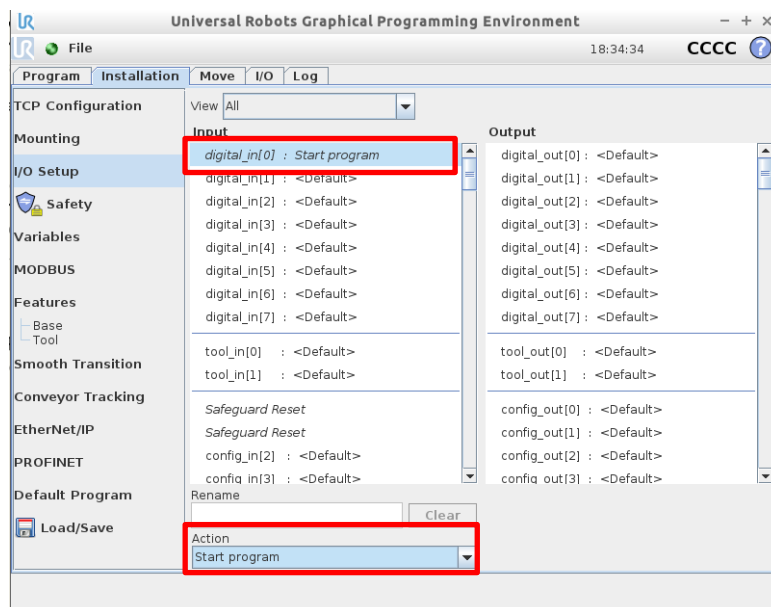 UR Universal Robots Graphical Programming Environment
UR File 18:34:34 CCCC ?
Program Installation Move I/O Log
TCP Configuration
Mounting
I/O Setup
Safety
Variables
MODBUS
Features
Base
Tool
Smooth Transition
Conveyor Tracking
EtherNet/IP
PROFINET
Default Program
Load/Save
View All
Input
digital_in[0] : Start program
digital_in[1] : <Default>
digital_in[2] : <Default>
digital_in[3] : <Default>
digital_in[4] : <Default>
digital_in[5] : <Default>
digital_in[6] : <Default>
digital_in[7] : <Default>
tool_in[0] : <Default>
tool_in[1] : <Default>
Safeguard Reset
Safeguard Reset
config_in[2] : <Default>
config_in[3] : <Default>
Output
digital_out[0] : <Default>
digital_out[1] : <Default>
digital_out[2] : <Default>
digital_out[3] : <Default>
digital_out[4] : <Default>
digital_out[5] : <Default>
digital_out[6] : <Default>
digital_out[7] : <Default>
tool_out[0] : <Default>
tool_out[1] : <Default>
config_out[0] : <Default>
config_out[1] : <Default>
config_out[2] : <Default>
config_out[3] : <Default>
Rename
Clear
Action
Start program